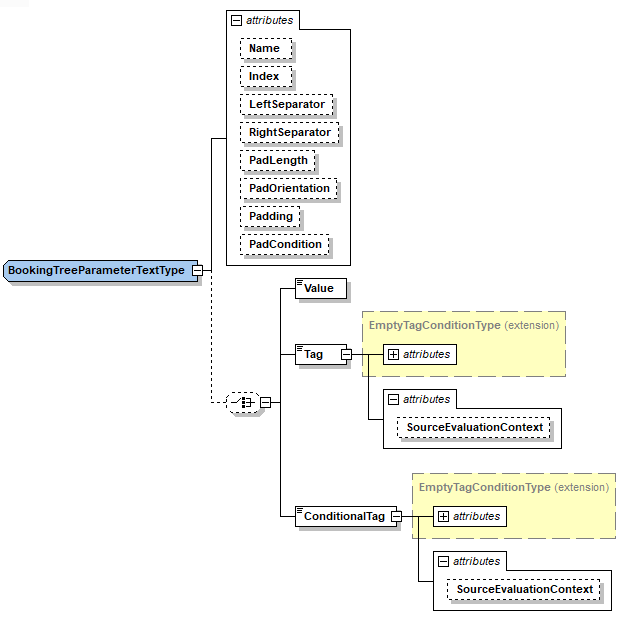 attributes
Name
Index
LeftSeparator
RightSeparator
PadLength
PadOrientation
Padding
PadCondition
BookingTreeParameterTextType
Value
EmptyTagConditionType (extension)
Tag
attributes
attributes
SourceEvaluationContext
EmptyTagConditionType (extension)
ConditionalTag
attributes
attributes
SourceEvaluationContext